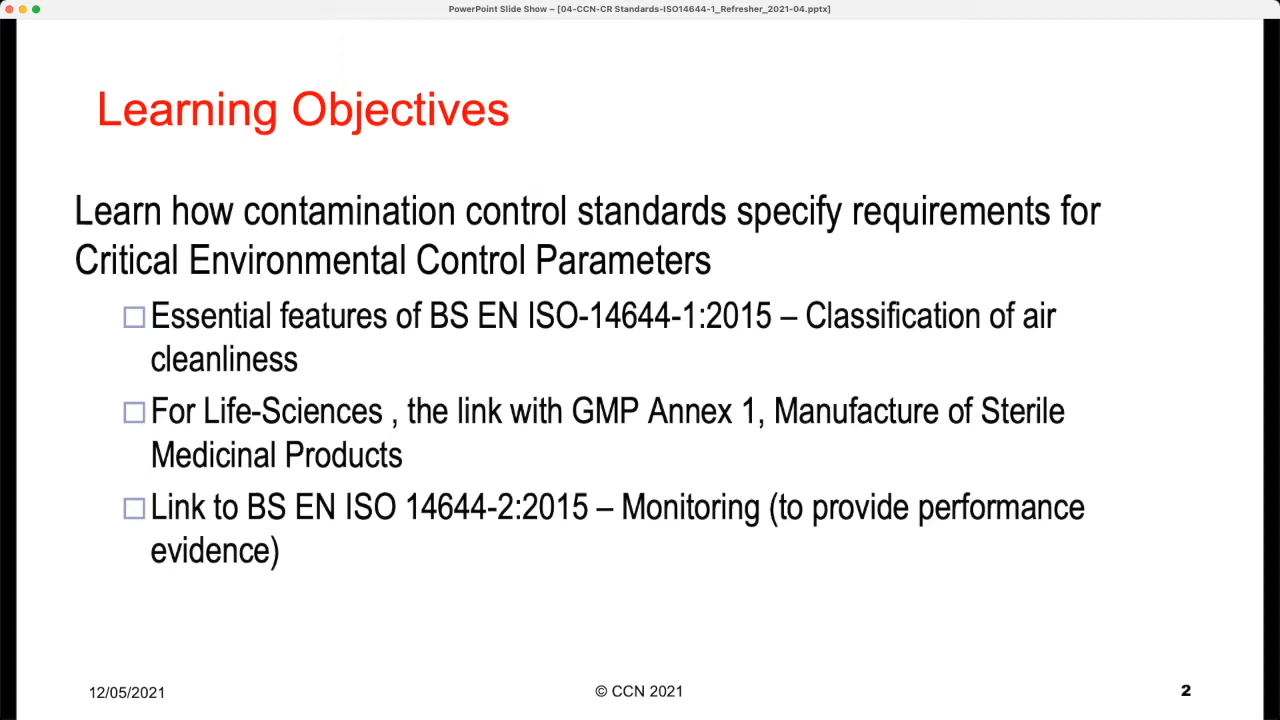 PowerPoint Slide Show – [04-CCN-CR Standards-ISO14644-1_Refresher_2021-04.pptx]
Learning Objectives
Learn how contamination control standards specify requirements for
Critical Environmental Control Parameters
Essential features of BS EN ISO-14644-1:2015 – Classification of air
cleanliness
For Life-Sciences , the link with GMP Annex 1, Manufacture of Sterile
Medicinal Products
Link to BS EN ISO 14644-2:2015 – Monitoring (to provide performance
evidence)
12/05/2021
© CCN 2021
2